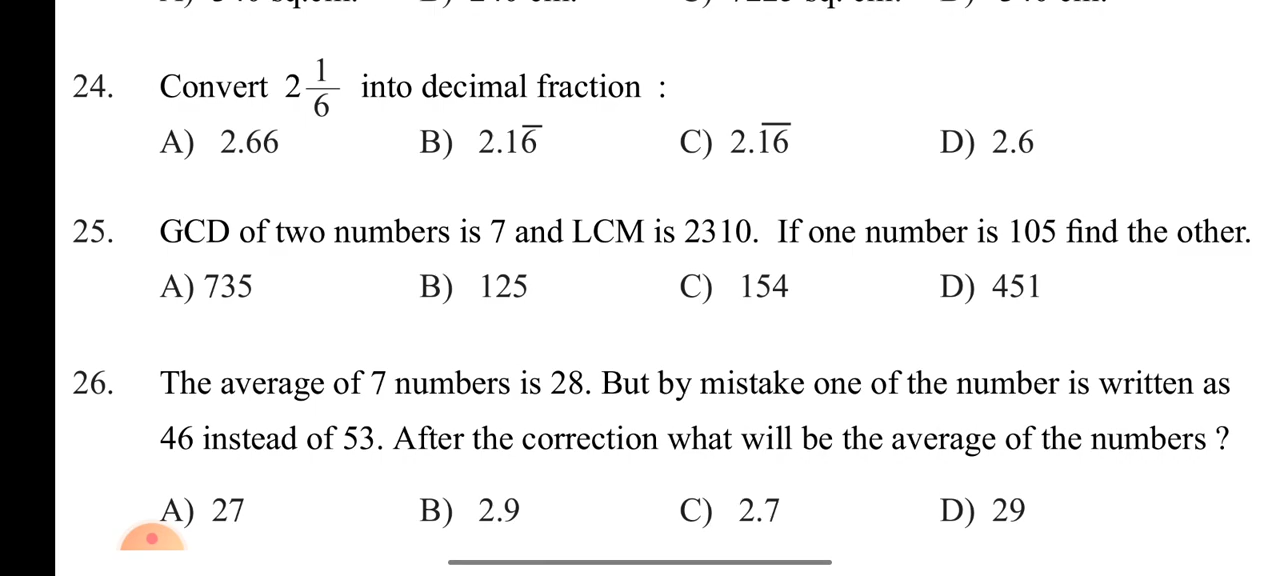 24. Convert 2 1/6 into decimal fraction :
A) 2.66 B) 2.16̅ C) 2.1̅6̅ D) 2.6
25. GCD of two numbers is 7 and LCM is 2310. If one number is 105 find the other.
A) 735 B) 125 C) 154 D) 451
26. The average of 7 numbers is 28. But by mistake one of the number is written as
46 instead of 53. After the correction what will be the average of the numbers ?
A) 27 B) 2.9 C) 2.7 D) 29